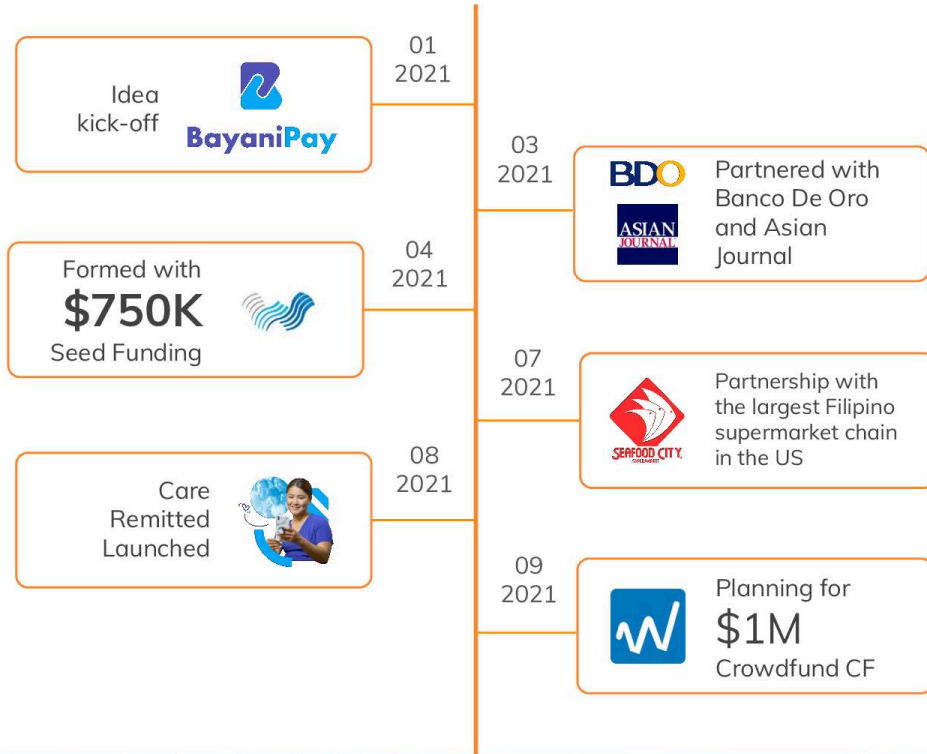 01
2021
Idea
kick-off
BayaniPay
03
2021
BDO
ASIAN
JOURNAL
Partnered with
Banco De Oro
and Asian
Journal
04
2021
Formed with
$750K
Seed Funding
07
2021
SEAFOOD CITY
SUPERMARKET
Partnership with
the largest Filipino
supermarket chain
in the US
08
2021
Care
Remitted
Launched
09
2021
Planning for
$1M
Crowdfund CF